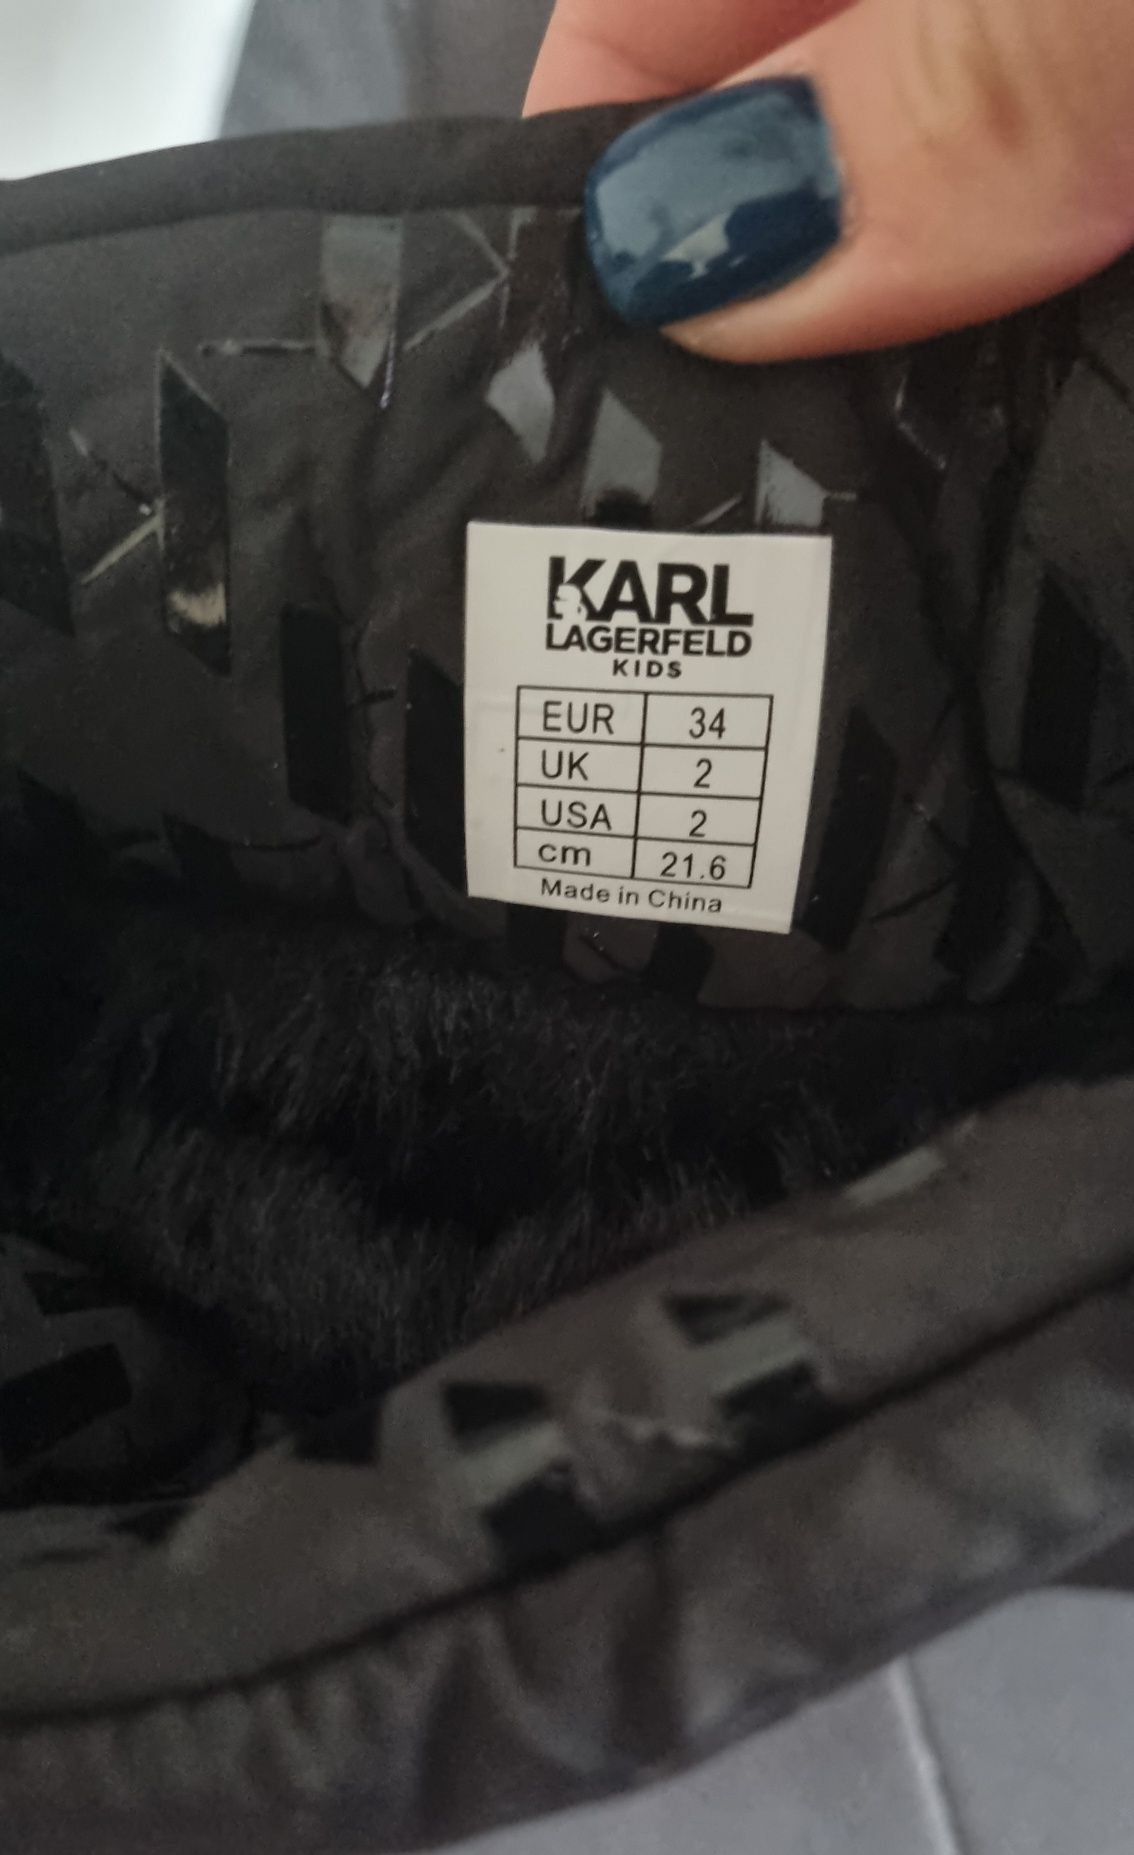 KARL
LAGERFELD
KIDS
EUR 34
UK 2
USA 2
cm 21.6
Made in China